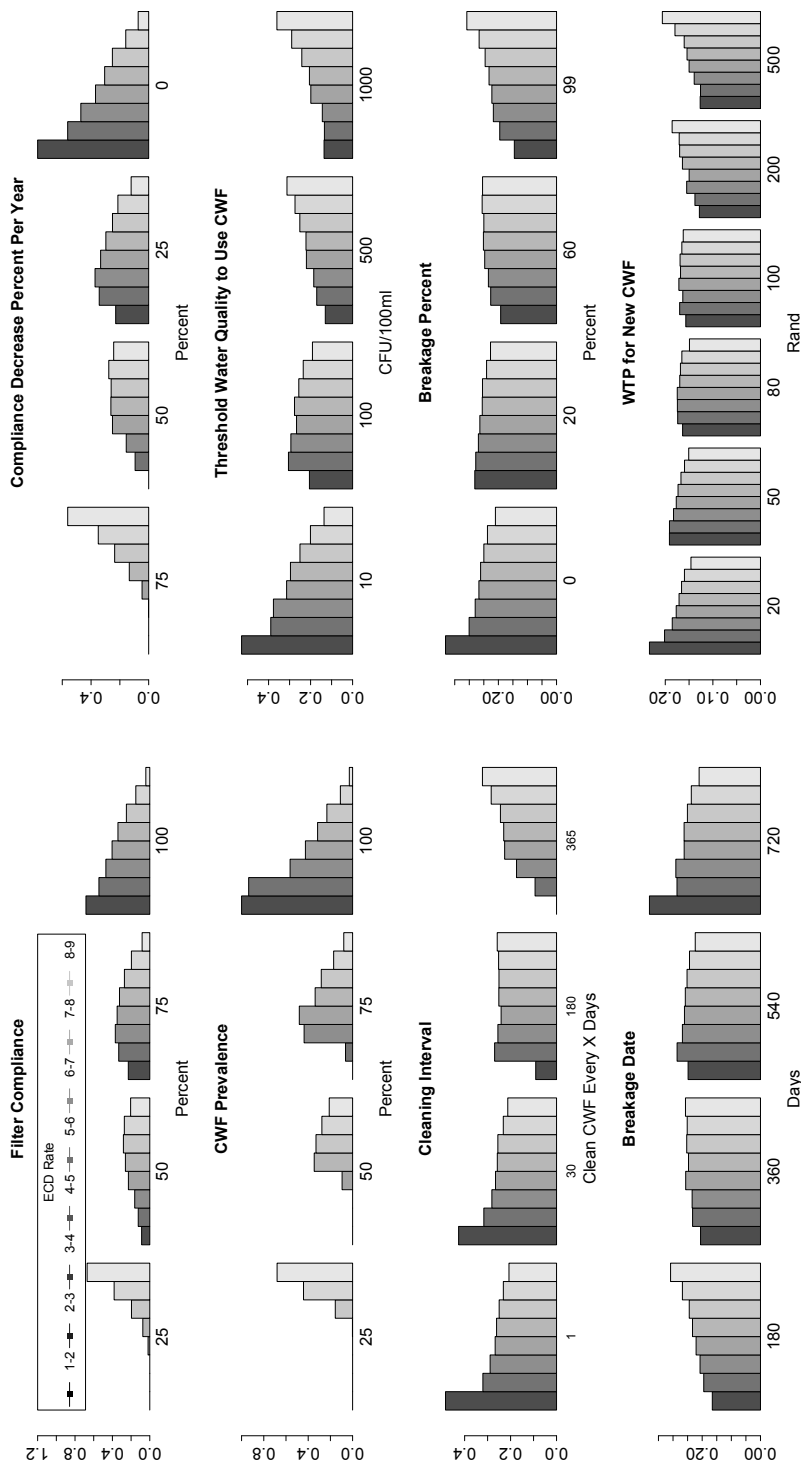 Filter Compliance
ECD Rate
1-2 2-3 3-4 4-5 5-6 6-7 7-8 8-9
0.0 0.4 0.8 1.2
25 50 75 100
Percent
Compliance Decrease Percent Per Year
0.0 0.4
75 50 25 0
Percent
CWF Prevalence
0.0 0.4 0.8
25 50 75 100
Percent
Threshold Water Quality to Use CWF
0.0 0.2 0.4
10 100 500 1000
CFU/100ml
Cleaning Interval
0.0 0.2 0.4
1 30 180 365
Clean CWF Every X Days
Breakage Percent
0.00 0.20
0 20 60 99
Percent
Breakage Date
0.00 0.20
180 360 540 720
Days
WTP for New CWF
0.00 0.10 0.20
20 50 80 100 200 500
Rand